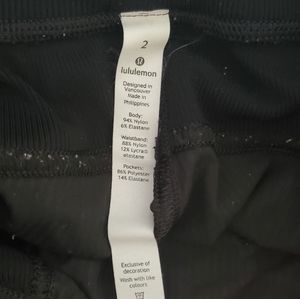 2
lululemon
Designed in
Vancouver
Made in
Philippines
Body:
94% Nylon
6% Elastane
Waistband:
88% Nylon
12% Lycra®
elastane
Pockets:
86% Polyester
14% Elastane
Exclusive of
decoration
Wash with like
colours